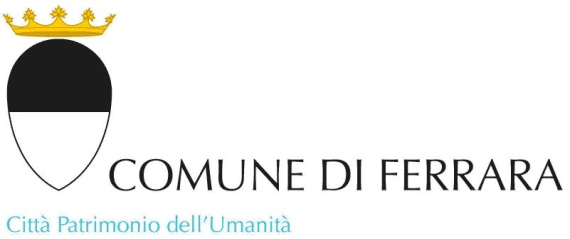 COMUNE DI FERRARA
Città Patrimonio dell'Umanità